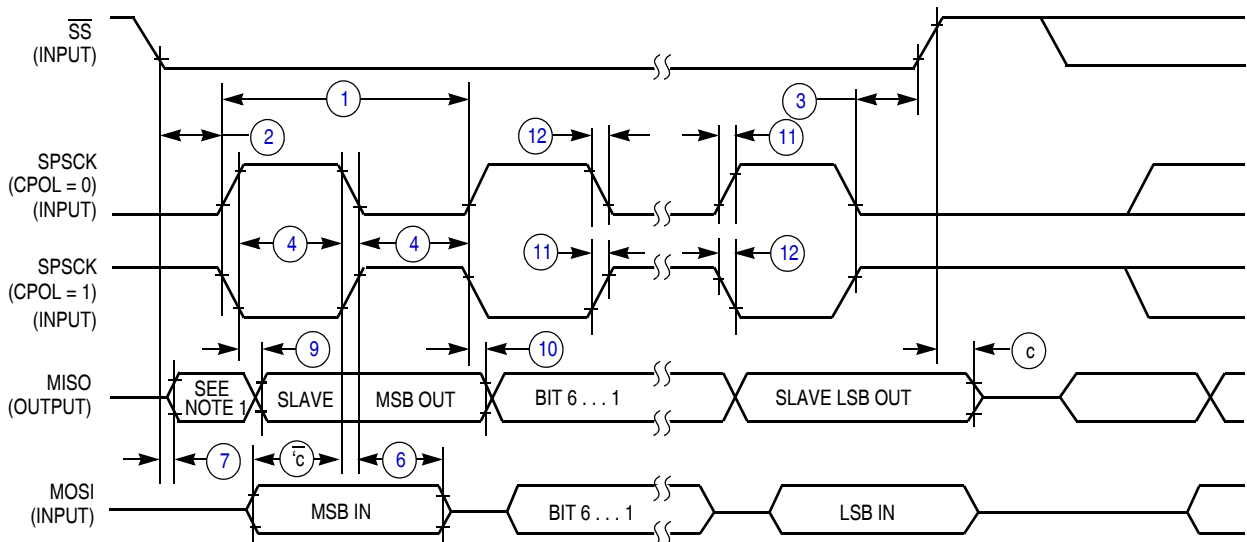 SS
(INPUT)
1
3
2
12
11
SPSCK
(CPOL = 0)
(INPUT)
4
4
SPSCK
(CPOL = 1)
(INPUT)
11
12
9
10
c
MISO
(OUTPUT)
SEE
NOTE 1
SLAVE
MSB OUT
BIT 6 . . . 1
SLAVE LSB OUT
7
c
6
MOSI
(INPUT)
MSB IN
BIT 6 . . . 1
LSB IN